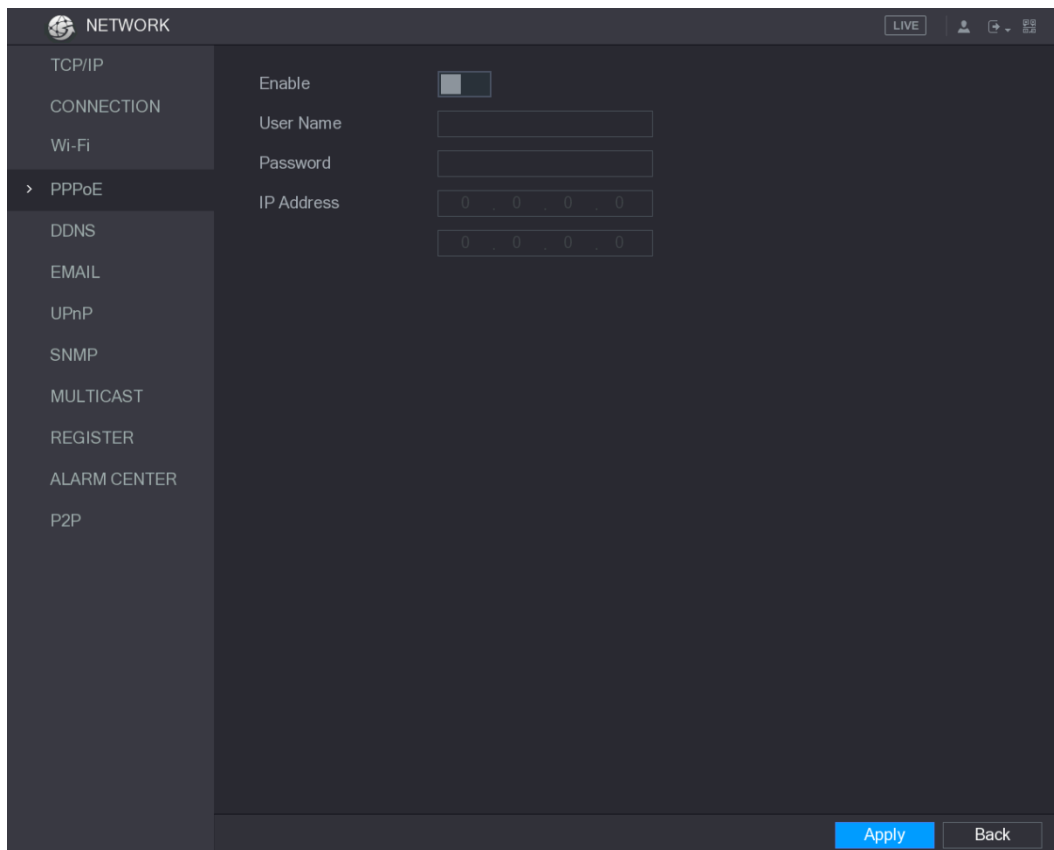 NETWORK
LIVE
TCP/IP
CONNECTION
Wi-Fi
PPPoE
DDNS
EMAIL
UPnP
SNMP
MULTICAST
REGISTER
ALARM CENTER
P2P
Enable
User Name
Password
IP Address
0 . 0 . 0 . 0
0 . 0 . 0 . 0
Apply
Back